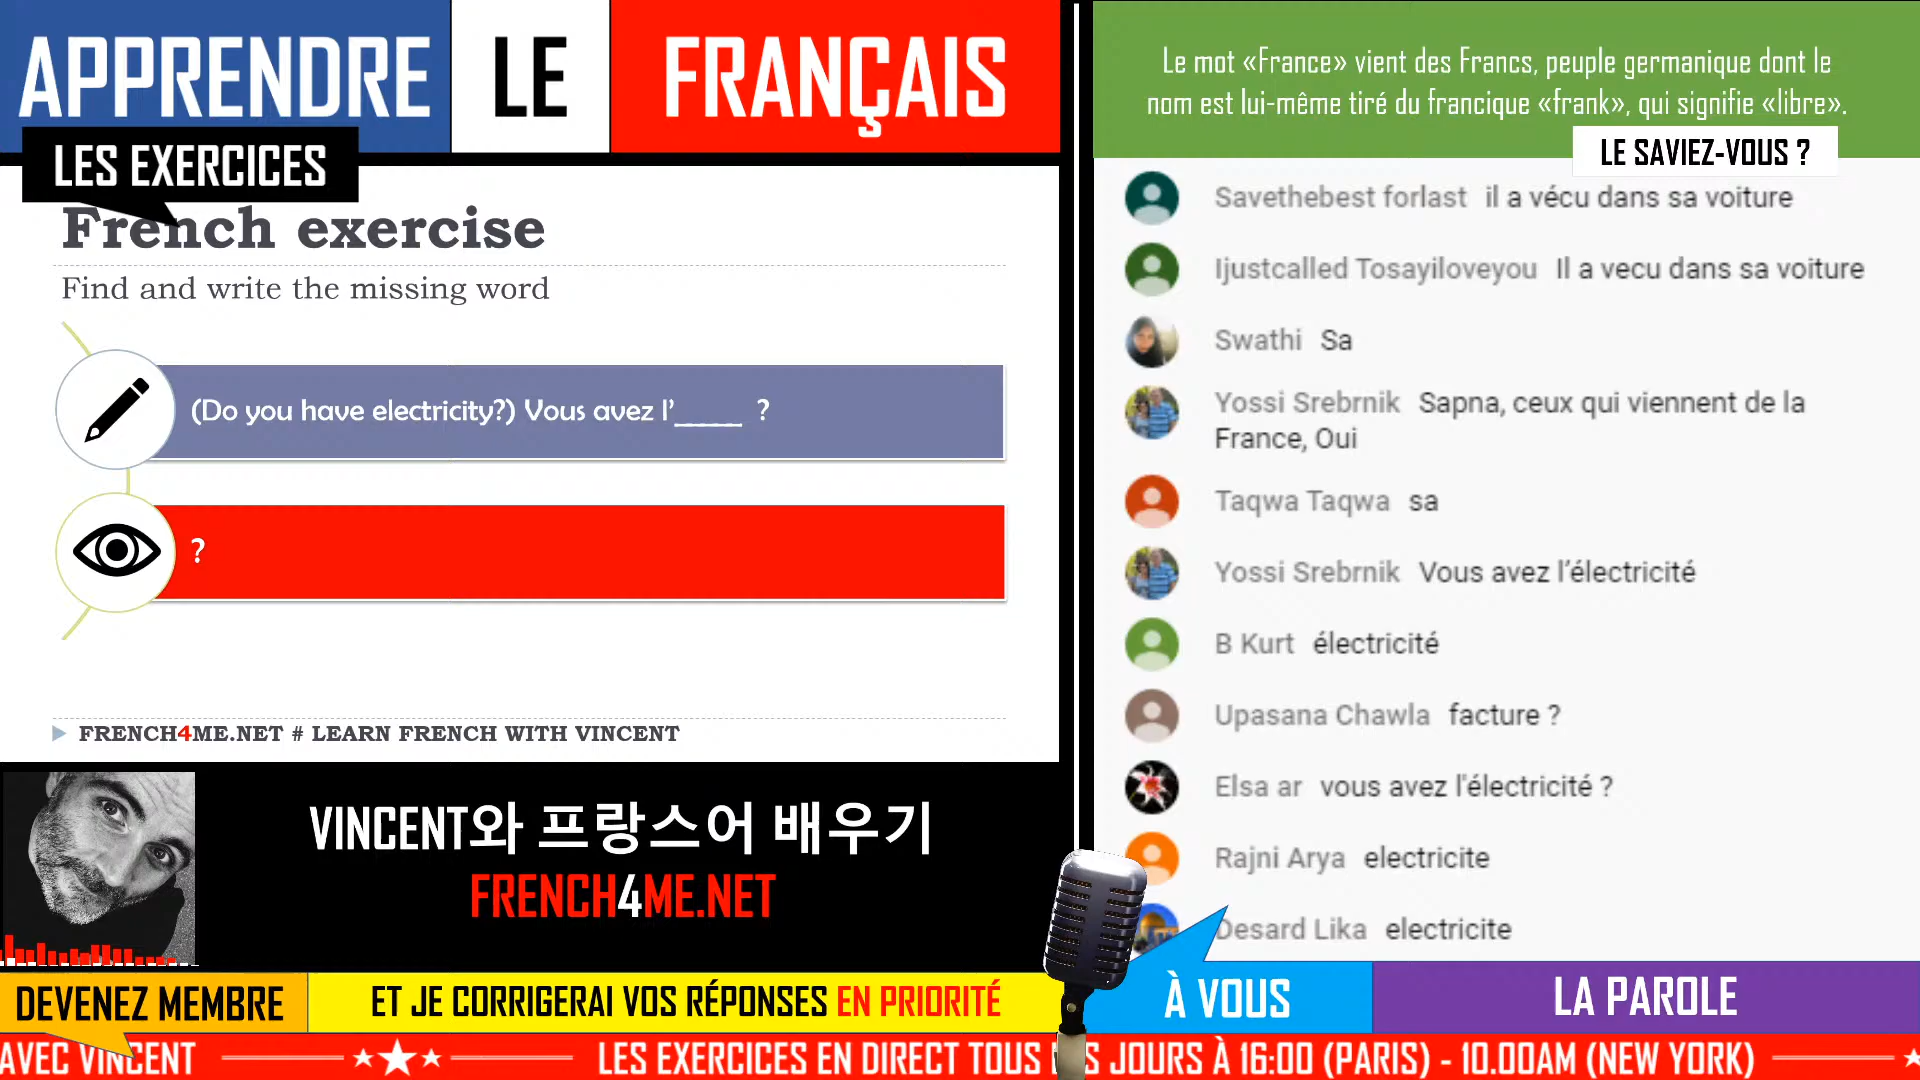 APPRENDRE LE FRANÇAIS
LES EXERCICES
French exercise
Find and write the missing word
(Do you have electricity?) Vous avez l'_____ ?
?
FRENCH4ME.NET # LEARN FRENCH WITH VINCENT
VINCENT와 프랑스어 배우기
FRENCH4ME.NET
DEVENEZ MEMBRE
ET JE CORRIGERAI VOS RÉPONSES EN PRIORITÉ
Le mot «France» vient des Francs, peuple germanique dont le
nom est lui-même tiré du francique «frank», qui signifie «libre».
LE SAVIEZ-VOUS ?
Savethebest forlast il a vécu dans sa voiture
Ijustcalled Tosayiloveyou Il a vecu dans sa voiture
Swathi Sa
Yossi Srebrnik Sapna, ceux qui viennent de la
France, Oui
Taqwa Taqwa sa
Yossi Srebrnik Vous avez l'électricité
B Kurt électricité
Upasana Chawla facture ?
Elsa ar vous avez l'électricité ?
Rajni Arya electricite
Desard Lika electricite
À VOUS LA PAROLE
AVEC VINCENT LES EXERCICES EN DIRECT TOUS JOURS À 16:00 (PARIS) - 10.00AM (NEW YORK)